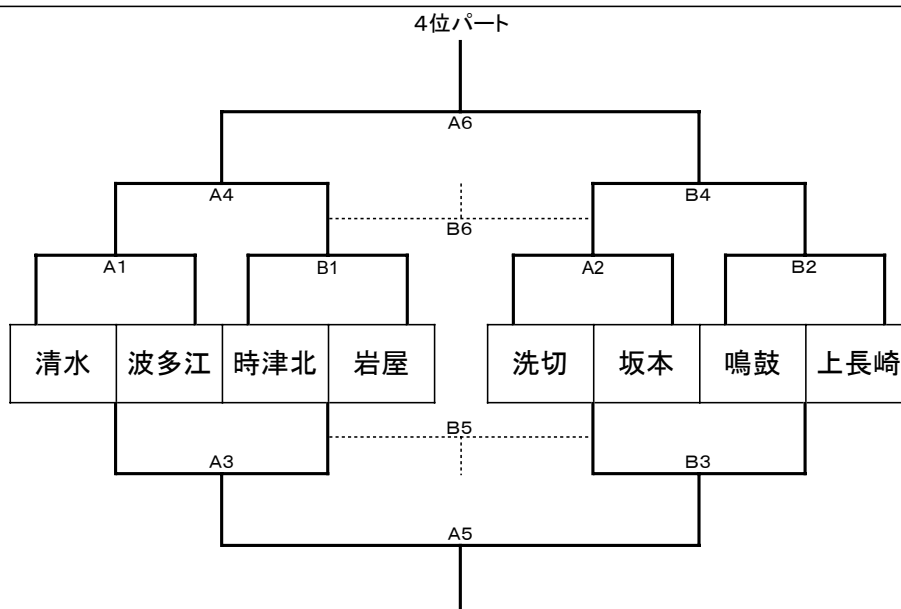 4位パート
A6
A4 B4
B6
A1 B1 A2 B2
清水 波多江 時津北 岩屋 洗切 坂本 鳴鼓 上長崎
B5
A3 B3
A5